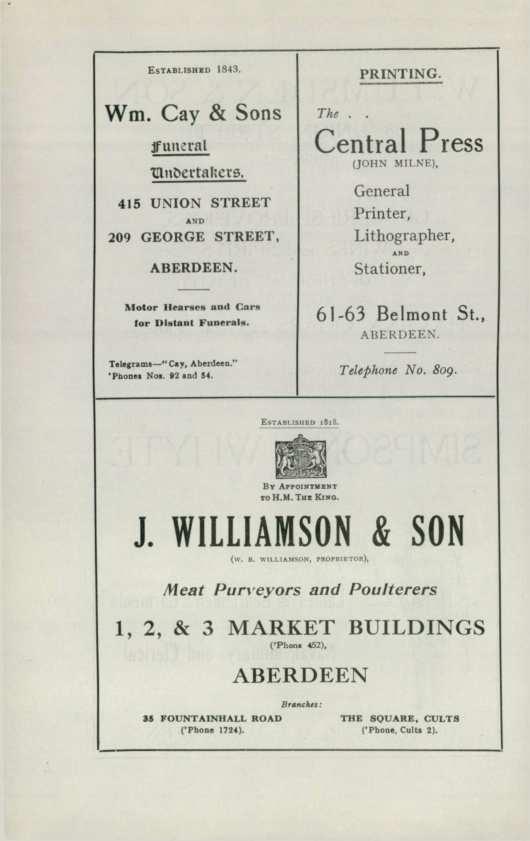 ESTABLISHED 1843.
Wm. Cay & Sons
Funeral
Undertakers.
415 UNION STREET
AND
209 GEORGE STREET,
ABERDEEN.
Motor Hearses and Cars
for Distant Funerals.
Telegrams—"Cay, Aberdeen."
'Phones Nos. 92 and 54.
PRINTING.
The . .
Central Press
(JOHN MILNE),
General
Printer,
Lithographer,
AND
Stationer,
61-63 Belmont St.,
ABERDEEN.
Telephone No. 809.
ESTABLISHED 1818.
BY APPOINTMENT
TO H.M. THE KING.
J. WILLIAMSON & SON
(W. B. WILLIAMSON, PROPRIETOR),
Meat Purveyors and Poulterers
1, 2, & 3 MARKET BUILDINGS
('Phone 452),
ABERDEEN
Branches:
35 FOUNTAINHALL ROAD
('Phone 1724).
THE SQUARE, CULTS
('Phone, Cults 2).